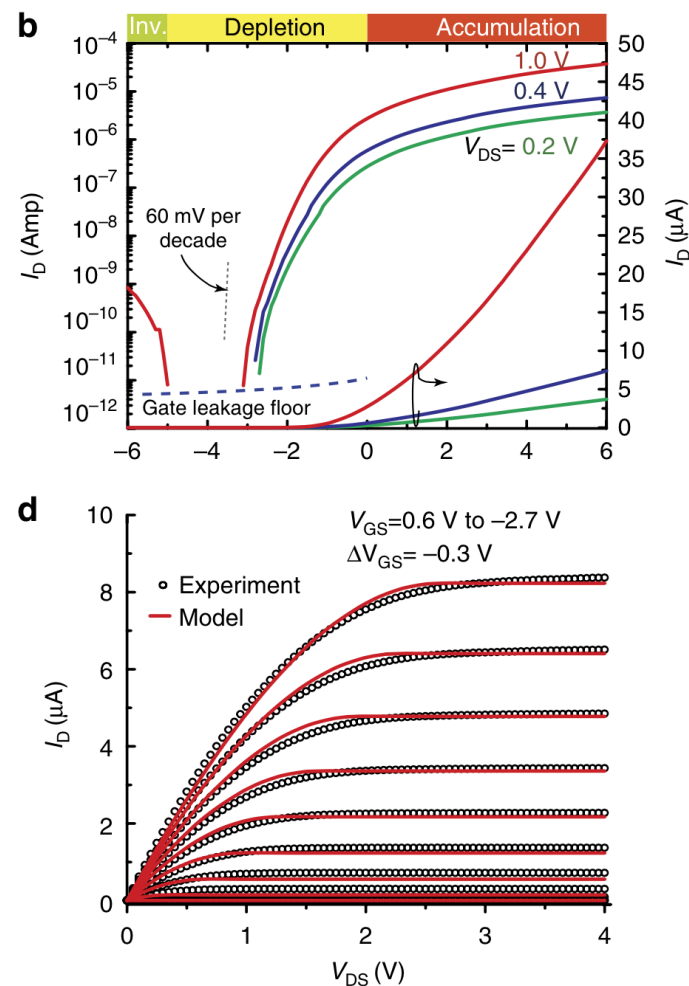 b
Inv. Depletion Accumulation
10⁻⁴ 50
1.0 V
45
10⁻⁵ 0.4 V 40
10⁻⁶ V_DS= 0.2 V 35
10⁻⁷ 30
60 mV per
decade
10⁻⁸ 25
I_D (Amp) I_D (μA)
10⁻⁹ 20
15
10⁻¹⁰
10⁻¹¹ 10
5
Gate leakage floor
10⁻¹² 0
−6 −4 −2 0 2 4 6
d
10
V_GS=0.6 V to −2.7 V
ΔV_GS= −0.3 V
Experiment
8
Model
6
I_D (μA)
4
2
0
0 1 2 3 4
V_DS (V)